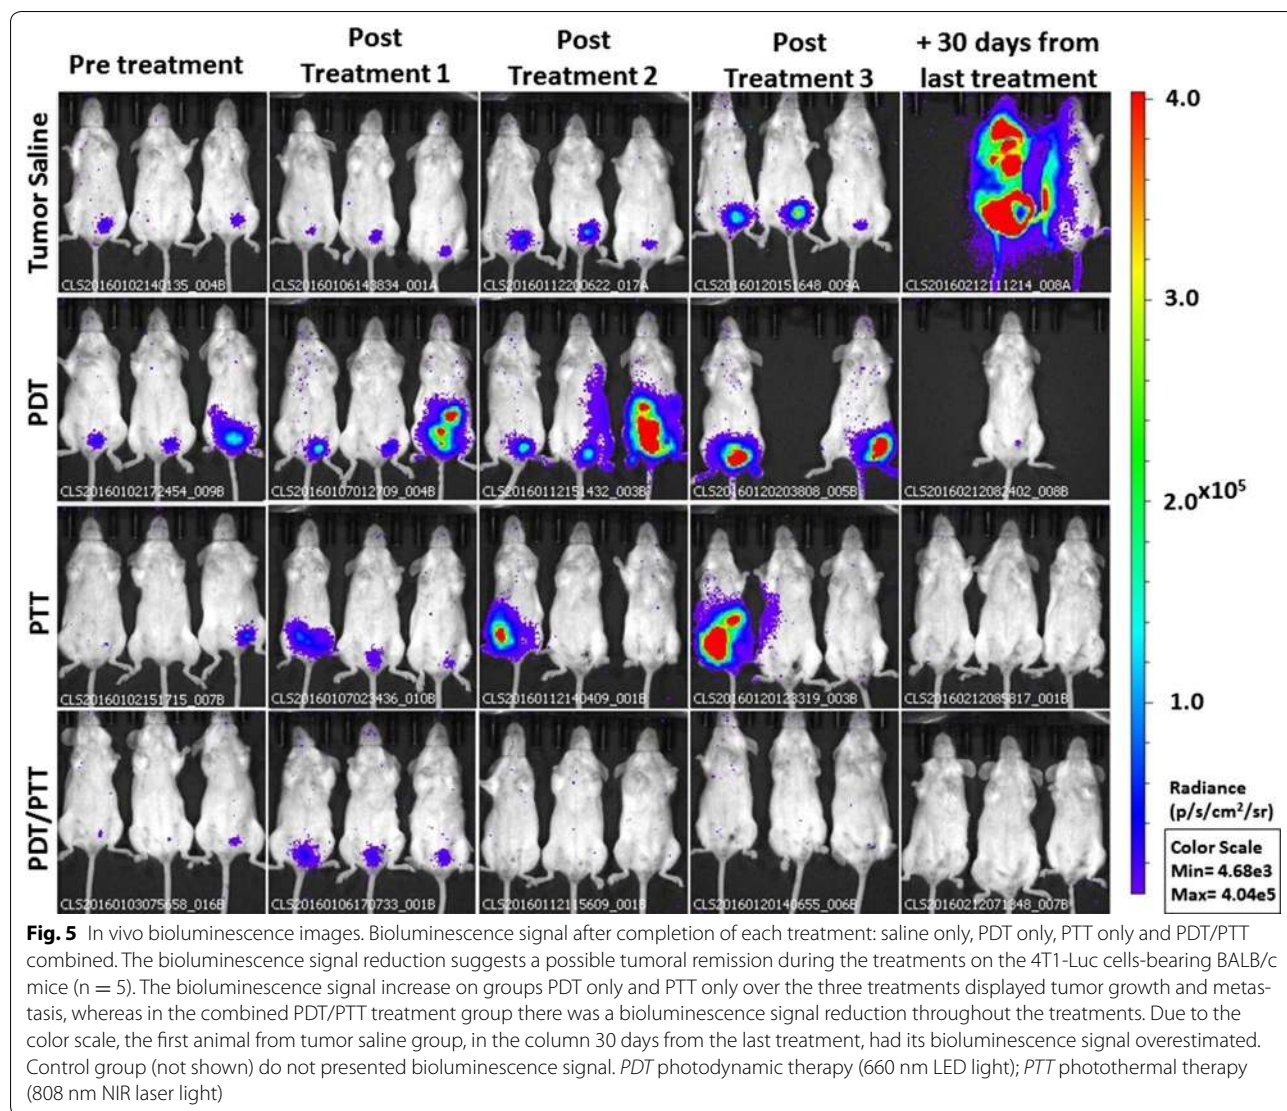 Pre treatment
Post
Treatment 1
Post
Treatment 2
Post
Treatment 3
+ 30 days from
last treatment
Tumor Saline
CLS20160102140135_004B
CLS20160106143834_001A
CLS20160112200622_017A
CLS20160120151648_009A
CLS20160212111214_008A
PDT
CLS20160102172454_009B
CLS20160107012709_004B
CLS20160112151432_003B
CLS20160120203808_005B
CLS20160212082402_008B
PTT
CLS20160102151715_007B
CLS20160107023436_010B
CLS20160112140409_001B
CLS20160120123319_003B
CLS20160212085817_001B
PDT/PTT
CLS20160103075658_016B
CLS20160106170733_001B
CLS20160112115609_001B
CLS20160120140655_006B
CLS20160212071348_007B
4.0
3.0
2.0 x10⁵
1.0
Radiance
(p/s/cm²/sr)
Color Scale
Min= 4.68e3
Max= 4.04e5
Fig. 5 In vivo bioluminescence images. Bioluminescence signal after completion of each treatment: saline only, PDT only, PTT only and PDT/PTT
combined. The bioluminescence signal reduction suggests a possible tumoral remission during the treatments on the 4T1-Luc cells-bearing BALB/c
mice (n = 5). The bioluminescence signal increase on groups PDT only and PTT only over the three treatments displayed tumor growth and metas-
tasis, whereas in the combined PDT/PTT treatment group there was a bioluminescence signal reduction throughout the treatments. Due to the
color scale, the first animal from tumor saline group, in the column 30 days from the last treatment, had its bioluminescence signal overestimated.
Control group (not shown) do not presented bioluminescence signal. PDT photodynamic therapy (660 nm LED light); PTT photothermal therapy
(808 nm NIR laser light)